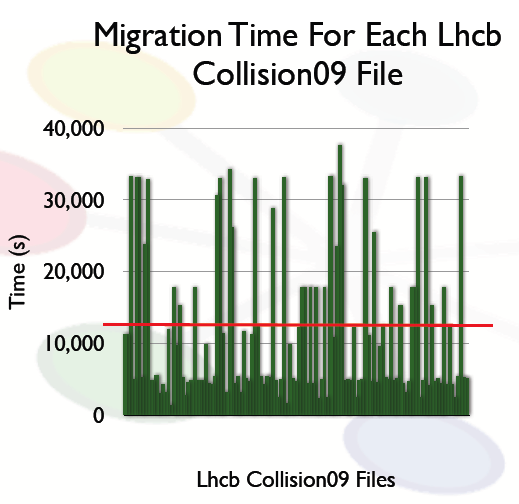 Migration Time For Each Lhcb
Collision09 File
40,000
30,000
20,000
10,000
0
Time (s)
Lhcb Collision09 Files